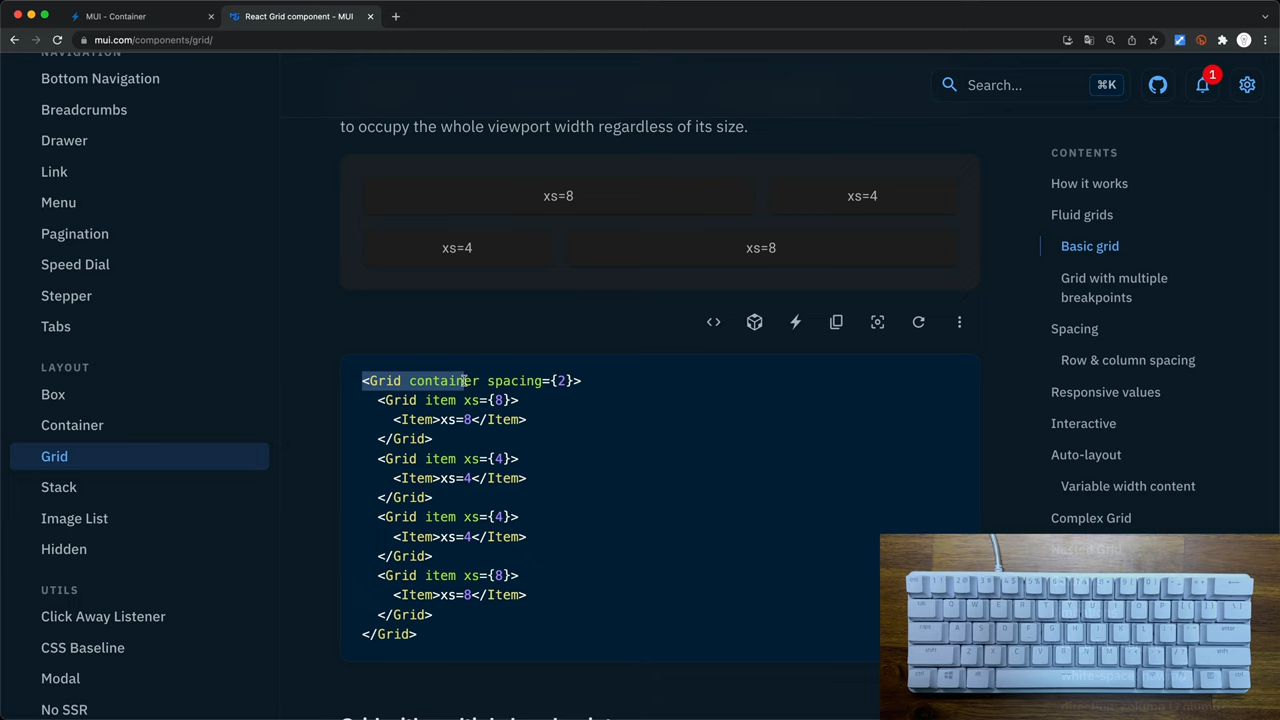 MUI - Container
React Grid component - MUI
mui.com/components/grid/
NAVIGATION
Bottom Navigation
Breadcrumbs
Drawer
Link
Menu
Pagination
Speed Dial
Stepper
Tabs
LAYOUT
Box
Container
Grid
Stack
Image List
Hidden
UTILS
Click Away Listener
CSS Baseline
Modal
No SSR
Search...
⌘K
1
to occupy the whole viewport width regardless of its size.
xs=8
xs=4
xs=4
xs=8
<Grid container spacing={2}>
<Grid item xs={8}>
<Item>xs=8</Item>
</Grid>
<Grid item xs={4}>
<Item>xs=4</Item>
</Grid>
<Grid item xs={4}>
<Item>xs=4</Item>
</Grid>
<Grid item xs={8}>
<Item>xs=8</Item>
</Grid>
</Grid>
CONTENTS
How it works
Fluid grids
Basic grid
Grid with multiple
breakpoints
Spacing
Row & column spacing
Responsive values
Interactive
Auto-layout
Variable width content
Complex Grid
Nested Grid